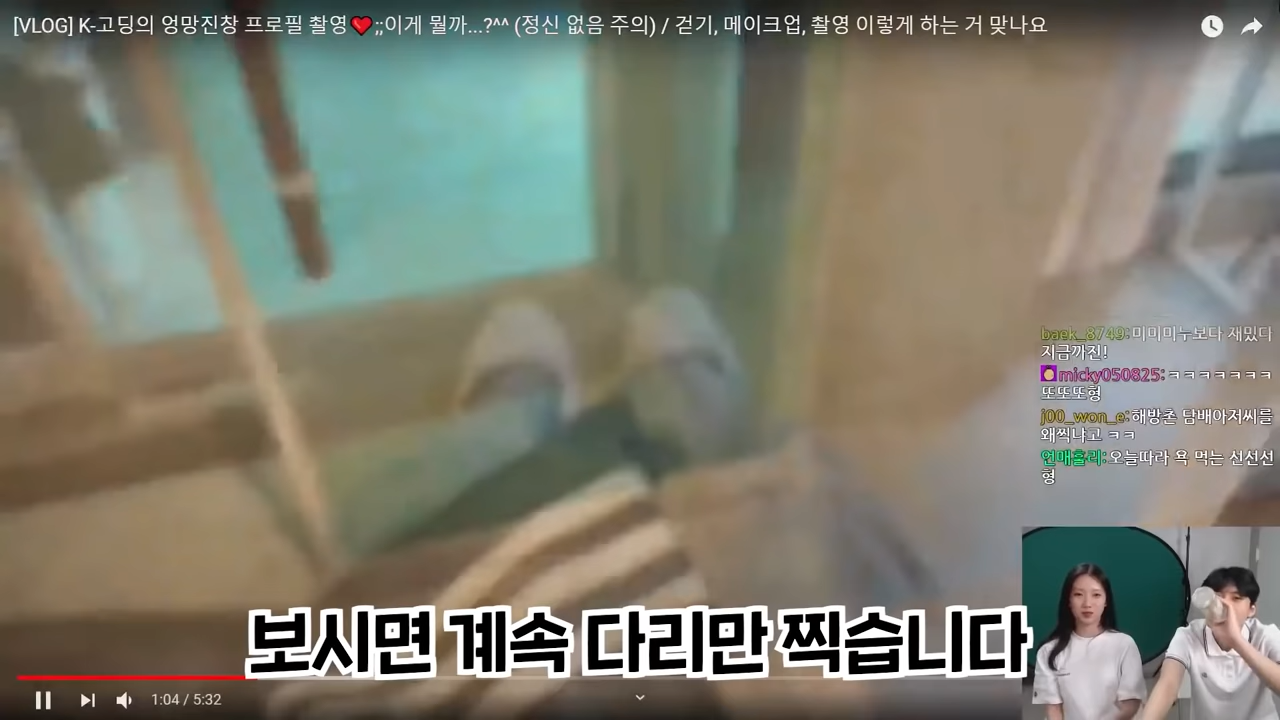 [VLOG] K-고딩의 엉망진창 프로필 촬영❤️;;이게 뭘까...?^^ (정신 없음 주의) / 걷기, 메이크업, 촬영 이렇게 하는 거 맞나요
baek_8749: 미미미누보다 재밌다
지금까진!
micky050825: ㅋㅋㅋㅋㅋㅋㅋ
또또또형
j00_won_e: 해방촌 담배아저씨를
왜찍냐고 ㅋㅋ
연매홀리: 오늘따라 욕 먹는 신선선
형
보시면 계속 다리만 찍습니다
1:04 / 5:32